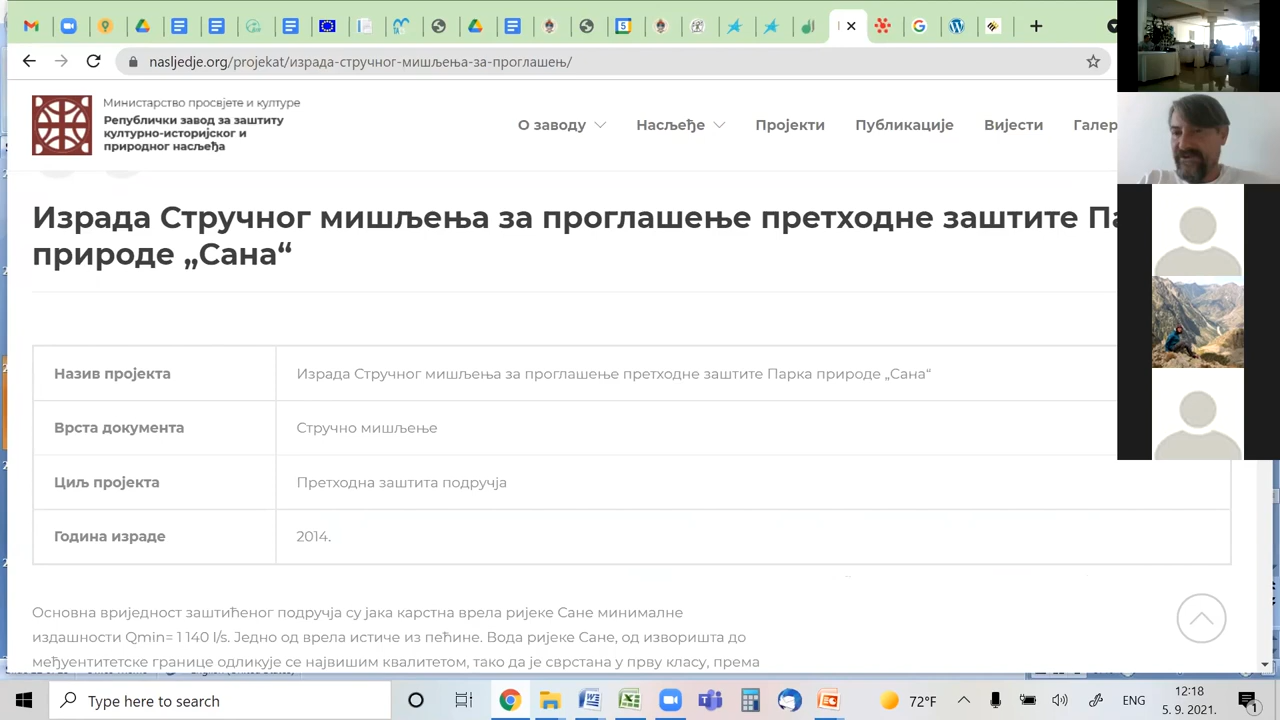 nasljedje.org/projekat/израда-стручног-мишљења-за-проглашењ/
Министарство просвјете и културе
Републички завод за заштиту
културно-историјског и
природног насљеђа
О заводу
Насљеђе
Пројекти
Публикације
Вијести
Галер
Израда Стручног мишљења за проглашење претходне заштите Па
природе „Сана“
Назив пројекта
Израда Стручног мишљења за проглашење претходне заштите Парка природе „Сана“
Врста документа
Стручно мишљење
Циљ пројекта
Претходна заштита подручја
Година израде
2014.
Основна вриједност заштићеног подручја су јака карстна врела ријеке Сане минималне
издашности Qmin= 1 140 l/s. Једно од врела истиче из пећине. Вода ријеке Сане, од изворишта до
међуентитетске границе одликује се највишим квалитетом, тако да је сврстана у прву класу, према
Type here to search
72°F
ENG
12:18
5. 9. 2021.